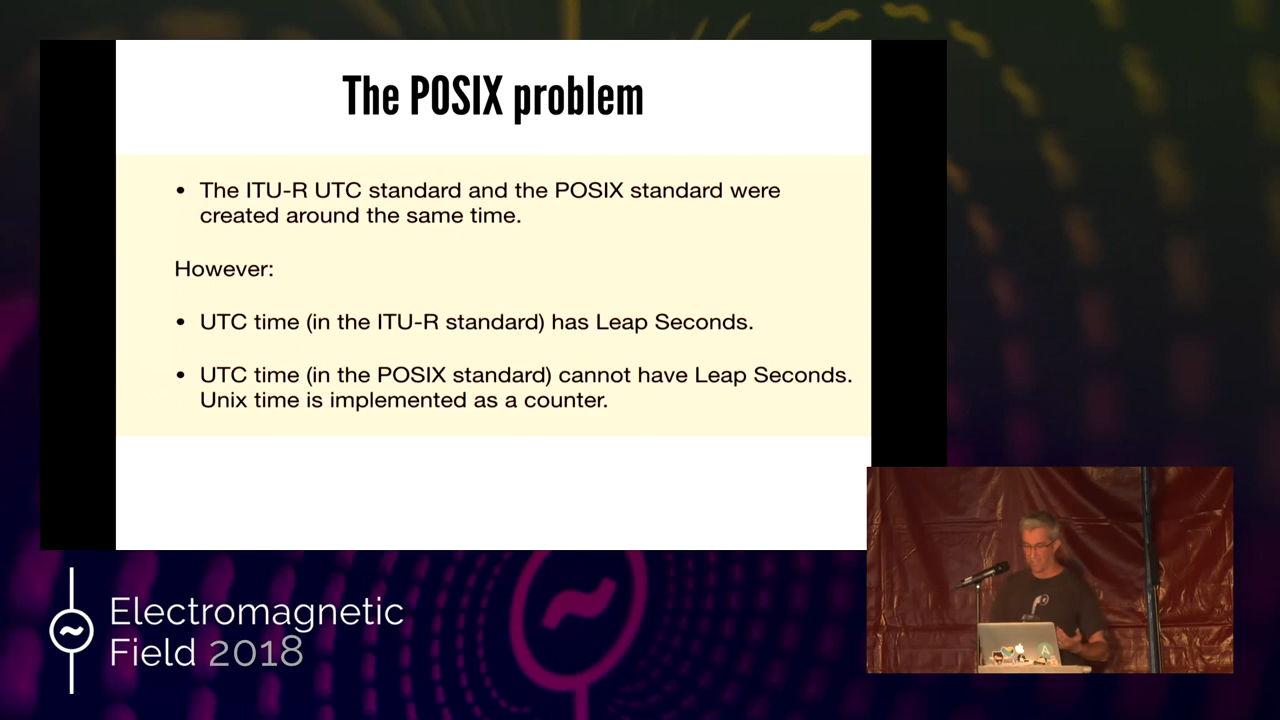 The POSIX problem
• The ITU-R UTC standard and the POSIX standard were
created around the same time.
However:
• UTC time (in the ITU-R standard) has Leap Seconds.
• UTC time (in the POSIX standard) cannot have Leap Seconds.
Unix time is implemented as a counter.
Electromagnetic
Field 2018